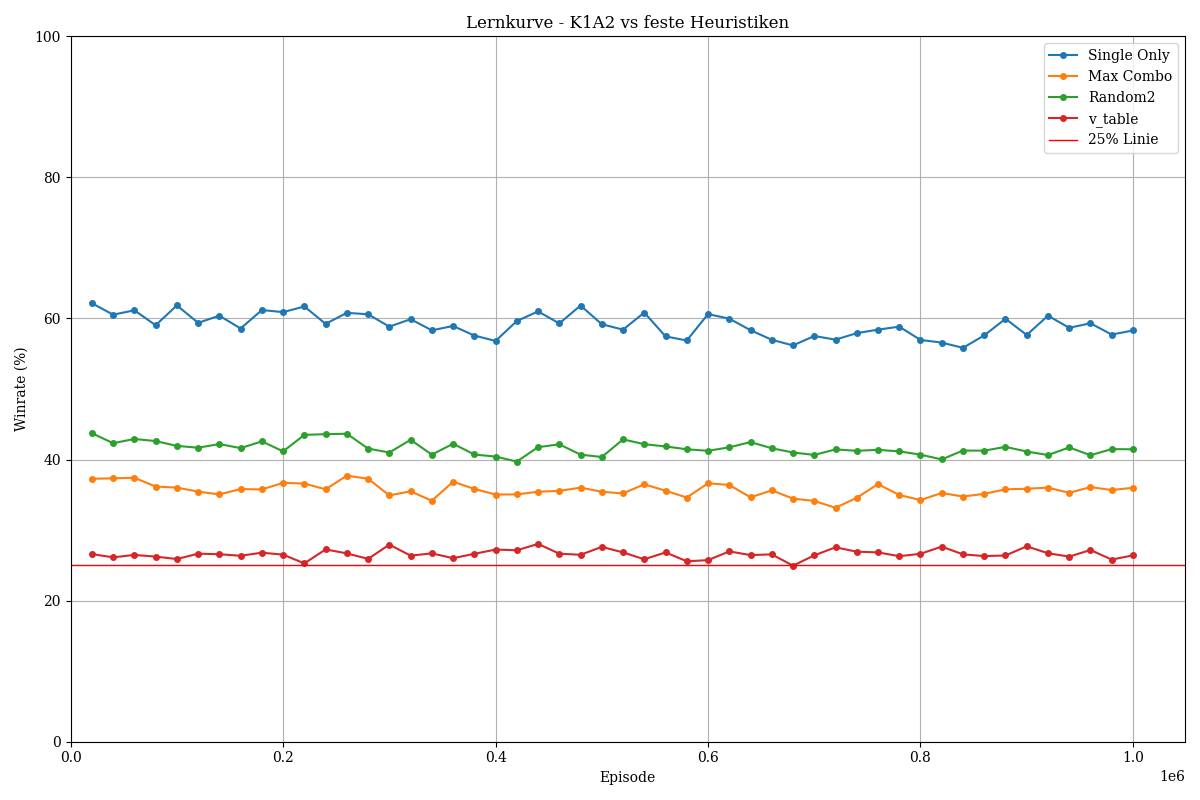 Lernkurve - K1A2 vs feste Heuristiken
100
80
60
40
20
0
Winrate (%)
Single Only
Max Combo
Random2
v_table
25% Linie
0.0 0.2 0.4 0.6 0.8 1.0
1e6
Episode